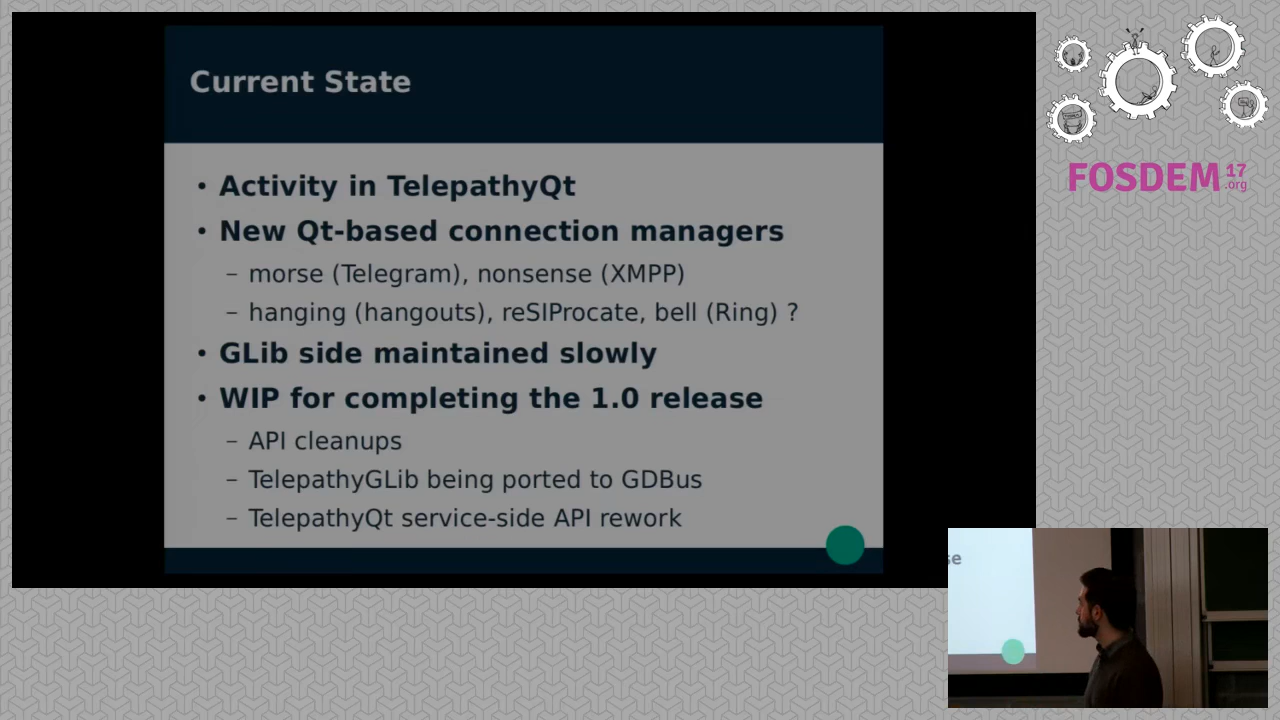 Current State
• Activity in TelepathyQt
• New Qt-based connection managers
– morse (Telegram), nonsense (XMPP)
– hanging (hangouts), reSIProcate, bell (Ring) ?
• GLib side maintained slowly
• WIP for completing the 1.0 release
– API cleanups
– TelepathyGLib being ported to GDBus
– TelepathyQt service-side API rework
FOSDEM 17
.org
se